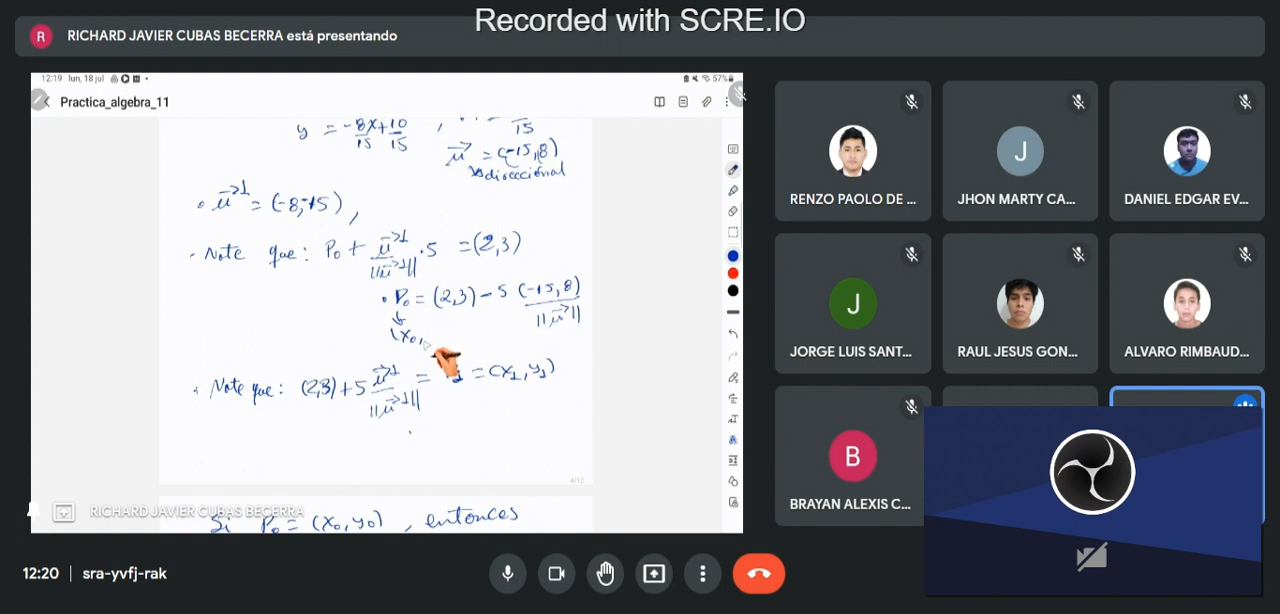 Recorded with SCRE.IO
R
RICHARD JAVIER CUBAS BECERRA está presentando
12:19 lun, 18 jul
57%
Practica_algebra_11
y = -8x/15 + 10/15 ,
15
μ⃗ = (-15, 8)
direccional
• μ⃗⊥ = (-8,-15) ,
• Note que: P₀ + μ⃗⊥/||μ⃗⊥|| · 5 = (2,3)
• P₀ = (2,3) - 5 (-15, 8)/||μ⃗||
(x₀,
• Note que: (2,3) + 5 μ⃗⊥/||μ⃗⊥|| = = (x₁, y₁)
4/12
RICHARD JAVIER CUBAS BECERRA
Si P₀ = (x₀, y₀) , entonces
RENZO PAOLO DE ...
J
JHON MARTY CA...
DANIEL EDGAR EV...
J
JORGE LUIS SANT...
RAUL JESUS GON...
ALVARO RIMBAUD...
B
BRAYAN ALEXIS C...
12:20 | sra-yvfj-rak